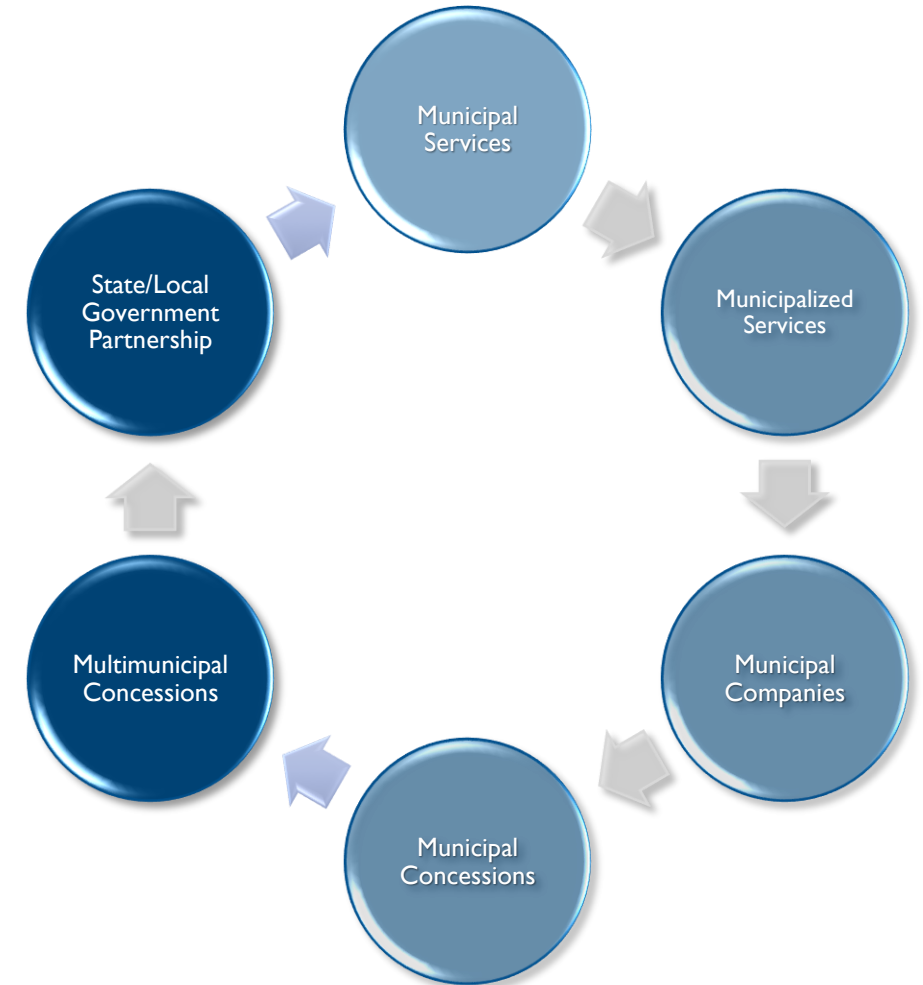 Municipal
Services
Municipalized
Services
Municipal
Companies
Municipal
Concessions
Multimunicipal
Concessions
State/Local
Government
Partnership